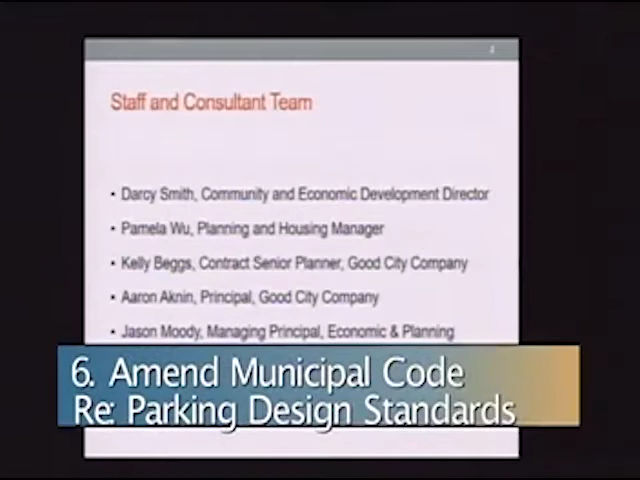 Staff and Consultant Team
• Darcy Smith, Community and Economic Development Director
• Pamela Wu, Planning and Housing Manager
• Kelly Beggs, Contract Senior Planner, Good City Company
• Aaron Aknin, Principal, Good City Company
• Jason Moody, Managing Principal, Economic & Planning
6. Amend Municipal Code
Re: Parking Design Standards